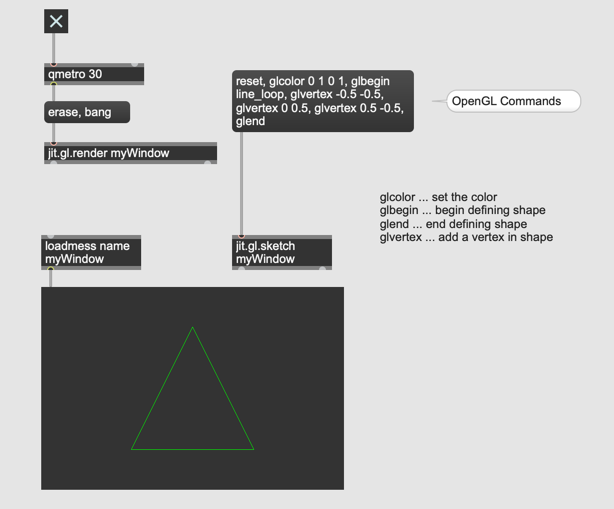 qmetro 30
reset, glcolor 0 1 0 1, glbegin
line_loop, glvertex -0.5 -0.5,
glvertex 0 0.5, glvertex 0.5 -0.5,
glend
OpenGL Commands
erase, bang
jit.gl.render myWindow
glcolor ... set the color
glbegin ... begin defining shape
glend ... end defining shape
glvertex ... add a vertex in shape
loadmess name
myWindow
jit.gl.sketch
myWindow